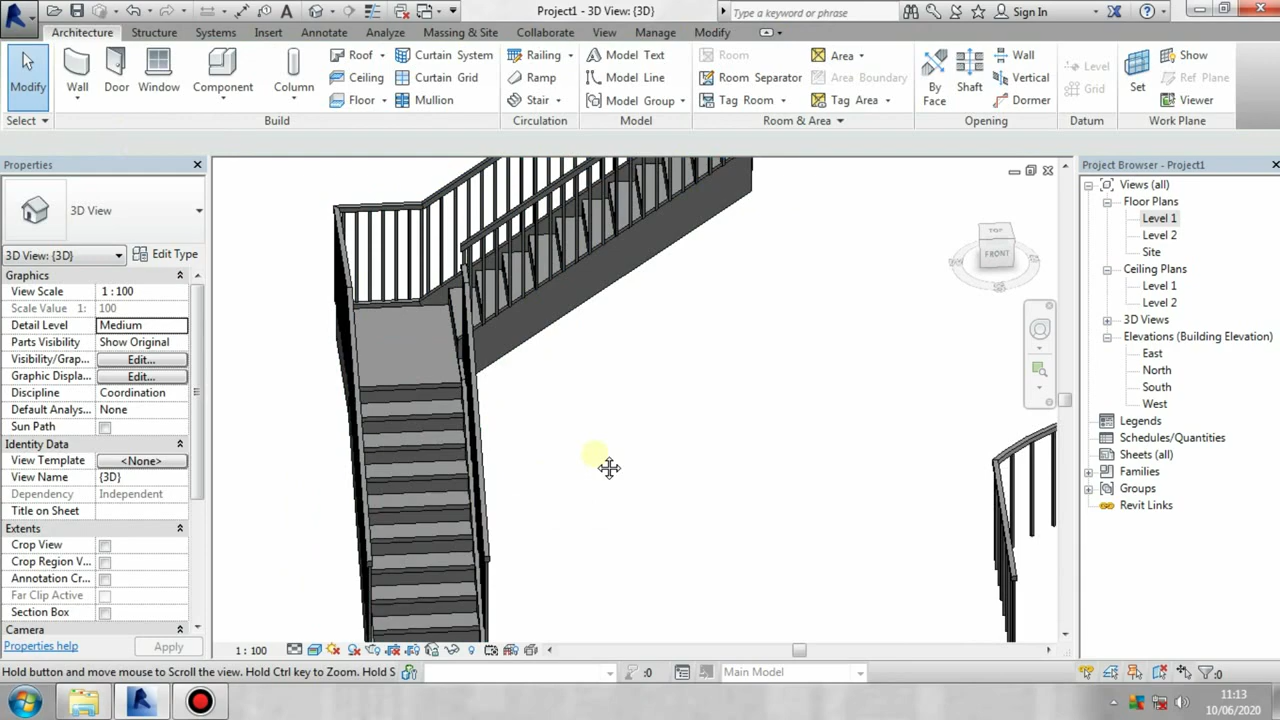 Project1 - 3D View: {3D}
Type a keyword or phrase
Sign In
Architecture Structure Systems Insert Annotate Analyze Massing & Site Collaborate View Manage Modify
Modify
Wall
Door
Window
Component
Column
Roof
Ceiling
Floor
Curtain System
Curtain Grid
Mullion
Railing
Ramp
Stair
Model Text
Model Line
Model Group
Room
Room Separator
Tag Room
Area
Area Boundary
Tag Area
By
Face
Shaft
Wall
Vertical
Dormer
Level
Grid
Set
Show
Ref Plane
Viewer
Select Build Circulation Model Room & Area Opening Datum Work Plane
Properties
3D View
3D View: {3D} Edit Type
Graphics
View Scale 1 : 100
Scale Value 1: 100
Detail Level Medium
Parts Visibility Show Original
Visibility/Grap... Edit...
Graphic Displa... Edit...
Discipline Coordination
Default Analys... None
Sun Path
Identity Data
View Template <None>
View Name {3D}
Dependency Independent
Title on Sheet
Extents
Crop View
Crop Region V...
Annotation Cr...
Far Clip Active
Section Box
Camera
Properties help Apply
TOP
FRONT
Project Browser - Project1
Views (all)
Floor Plans
Level 1
Level 2
Site
Ceiling Plans
Level 1
Level 2
3D Views
Elevations (Building Elevation)
East
North
South
West
Legends
Schedules/Quantities
Sheets (all)
Families
Groups
Revit Links
1 : 100
Hold button and move mouse to Scroll the view. Hold Ctrl key to Zoom. Hold S
:0
Main Model
:0
11:13
10/06/2020